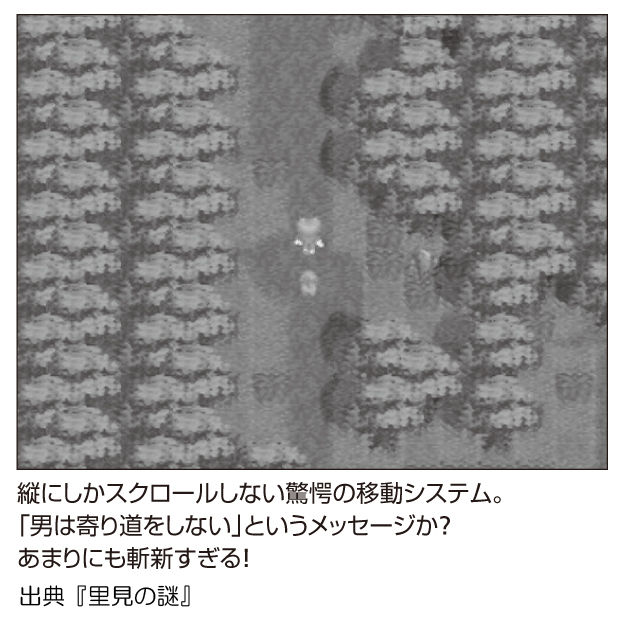 縦にしかスクロールしない驚愕の移動システム。
「男は寄り道をしない」というメッセージか?
あまりにも斬新すぎる!
出典『里見の謎』